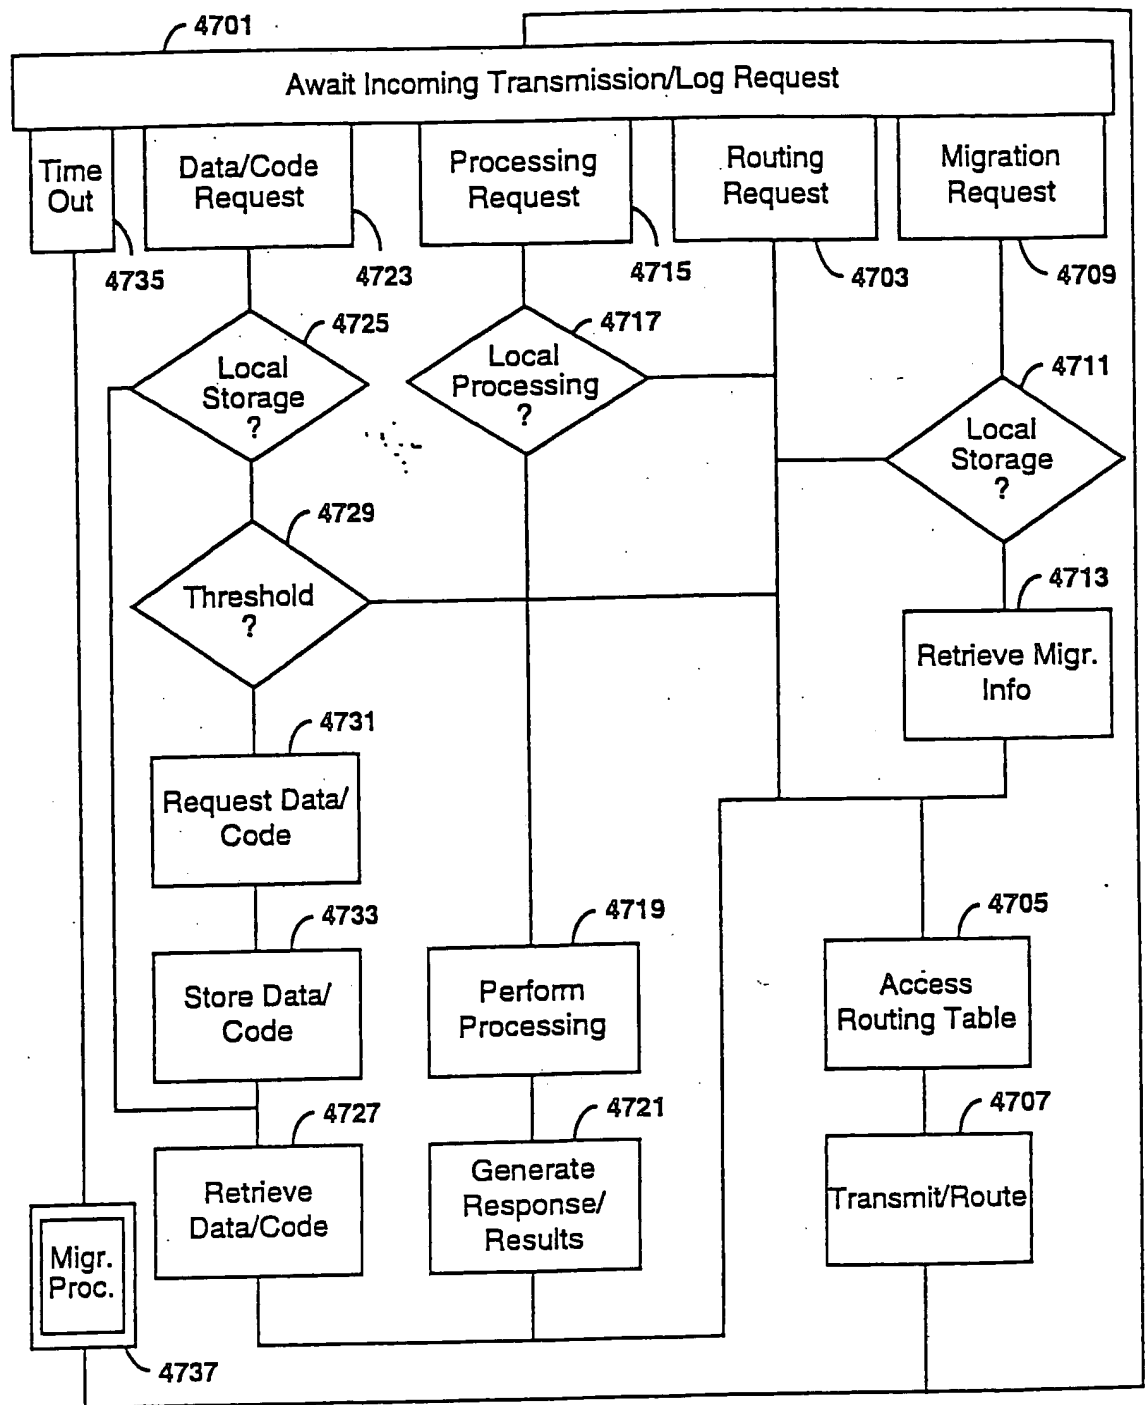 4701
Await Incoming Transmission/Log Request
Time
Out
4735
Data/Code
Request
4723
Processing
Request
4715
Routing
Request
4703
Migration
Request
4709
4725
Local
Storage
?
4717
Local
Processing
?
4711
Local
Storage
?
4729
Threshold
?
4713
Retrieve Migr.
Info
4731
Request Data/
Code
4733
Store Data/
Code
4719
Perform
Processing
4705
Access
Routing Table
4727
Retrieve
Data/Code
4721
Generate
Response/
Results
4707
Transmit/Route
Migr.
Proc.
4737